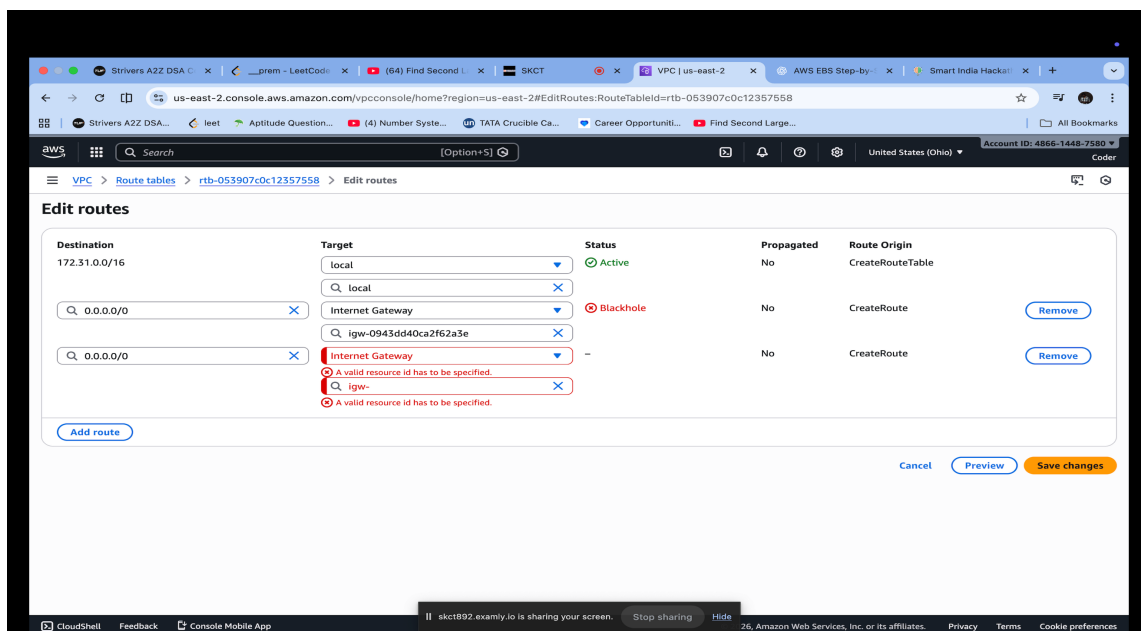 Strivers A2Z DSA C __prem - LeetCode (64) Find Second L SKCT VPC | us-east-2 AWS EBS Step-by-S Smart India Hackath
us-east-2.console.aws.amazon.com/vpcconsole/home?region=us-east-2#EditRoutes:RouteTableId=rtb-053907c0c12357558
Strivers A2Z DSA... leet Aptitude Question... (4) Number Syste... TATA Crucible Ca... Career Opportuniti... Find Second Large... All Bookmarks
aws Search [Option+S] United States (Ohio) Account ID: 4866-1448-7580
Coder
VPC > Route tables > rtb-053907c0c12357558 > Edit routes
Edit routes
Destination Target Status Propagated Route Origin
172.31.0.0/16 local Active No CreateRouteTable
local
0.0.0.0/0 Internet Gateway Blackhole No CreateRoute Remove
igw-0943dd40ca2f62a3e
0.0.0.0/0 Internet Gateway – No CreateRoute Remove
A valid resource id has to be specified.
igw-
A valid resource id has to be specified.
Add route
Cancel Preview Save changes
skct892.examly.io is sharing your screen. Stop sharing Hide
CloudShell Feedback Console Mobile App 26, Amazon Web Services, Inc. or its affiliates. Privacy Terms Cookie preferences